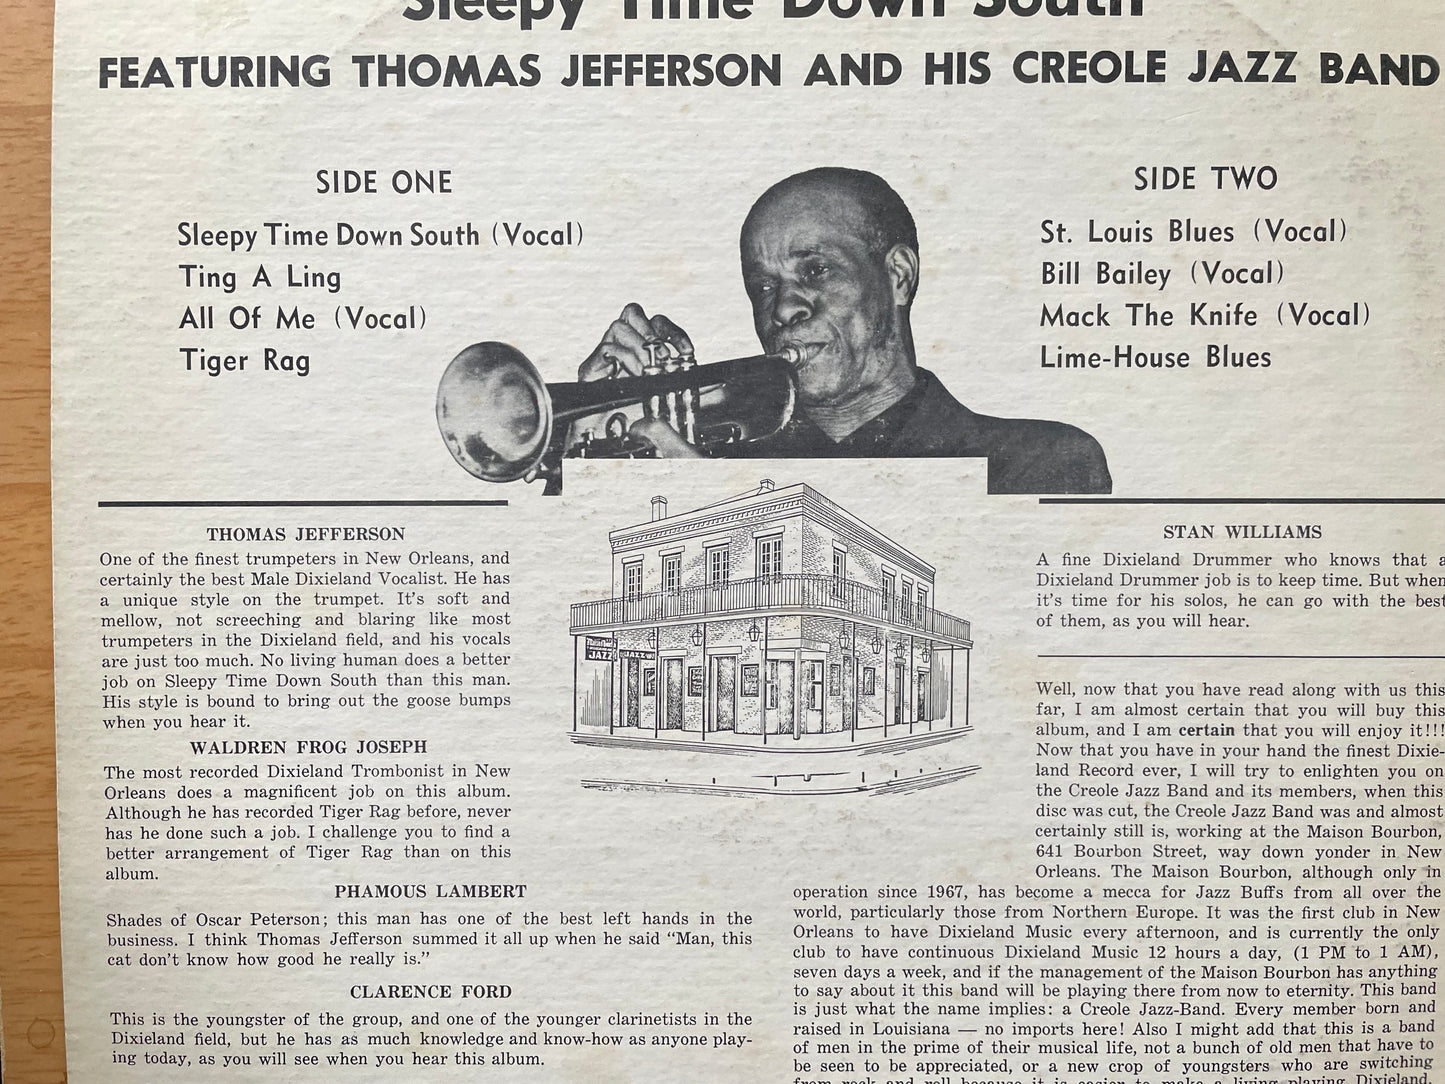 Sleepy Time Down South
FEATURING THOMAS JEFFERSON AND HIS CREOLE JAZZ BAND
SIDE ONE
Sleepy Time Down South (Vocal)
Ting A Ling
All Of Me (Vocal)
Tiger Rag
SIDE TWO
St. Louis Blues (Vocal)
Bill Bailey (Vocal)
Mack The Knife (Vocal)
Lime-House Blues
THOMAS JEFFERSON
One of the finest trumpeters in New Orleans, and
certainly the best Male Dixieland Vocalist. He has
a unique style on the trumpet. It's soft and
mellow, not screeching and blaring like most
trumpeters in the Dixieland field, and his vocals
are just too much. No living human does a better
job on Sleepy Time Down South than this man.
His style is bound to bring out the goose bumps
when you hear it.
WALDREN FROG JOSEPH
The most recorded Dixieland Trombonist in New
Orleans does a magnificent job on this album.
Although he has recorded Tiger Rag before, never
has he done such a job. I challenge you to find a
better arrangement of Tiger Rag than on this
album.
PHAMOUS LAMBERT
Shades of Oscar Peterson; this man has one of the best left hands in the
business. I think Thomas Jefferson summed it all up when he said "Man, this
cat don't know how good he really is."
CLARENCE FORD
This is the youngster of the group, and one of the younger clarinetists in the
Dixieland field, but he has as much knowledge and know-how as anyone play-
ing today, as you will see when you hear this album.
JAZZ
JAZZ
STAN WILLIAMS
A fine Dixieland Drummer who knows that a
Dixieland Drummer job is to keep time. But when
it's time for his solos, he can go with the best
of them, as you will hear.
Well, now that you have read along with us this
far, I am almost certain that you will buy this
album, and I am certain that you will enjoy it!!!
Now that you have in your hand the finest Dixie-
land Record ever, I will try to enlighten you on
the Creole Jazz Band and its members, when this
disc was cut, the Creole Jazz Band was and almost
certainly still is, working at the Maison Bourbon,
641 Bourbon Street, way down yonder in New
Orleans. The Maison Bourbon, although only in
operation since 1967, has become a mecca for Jazz Buffs from all over the
world, particularly those from Northern Europe. It was the first club in New
Orleans to have Dixieland Music every afternoon, and is currently the only
club to have continuous Dixieland Music 12 hours a day, (1 PM to 1 AM),
seven days a week, and if the management of the Maison Bourbon has anything
to say about it this band will be playing there from now to eternity. This band
is just what the name implies: a Creole Jazz-Band. Every member born and
raised in Louisiana — no imports here! Also I might add that this is a band
of men in the prime of their musical life, not a bunch of old men that have to
be seen to be appreciated, or a new crop of youngsters who are switching
from rock and roll because it is easier to make a living playing Dixieland.